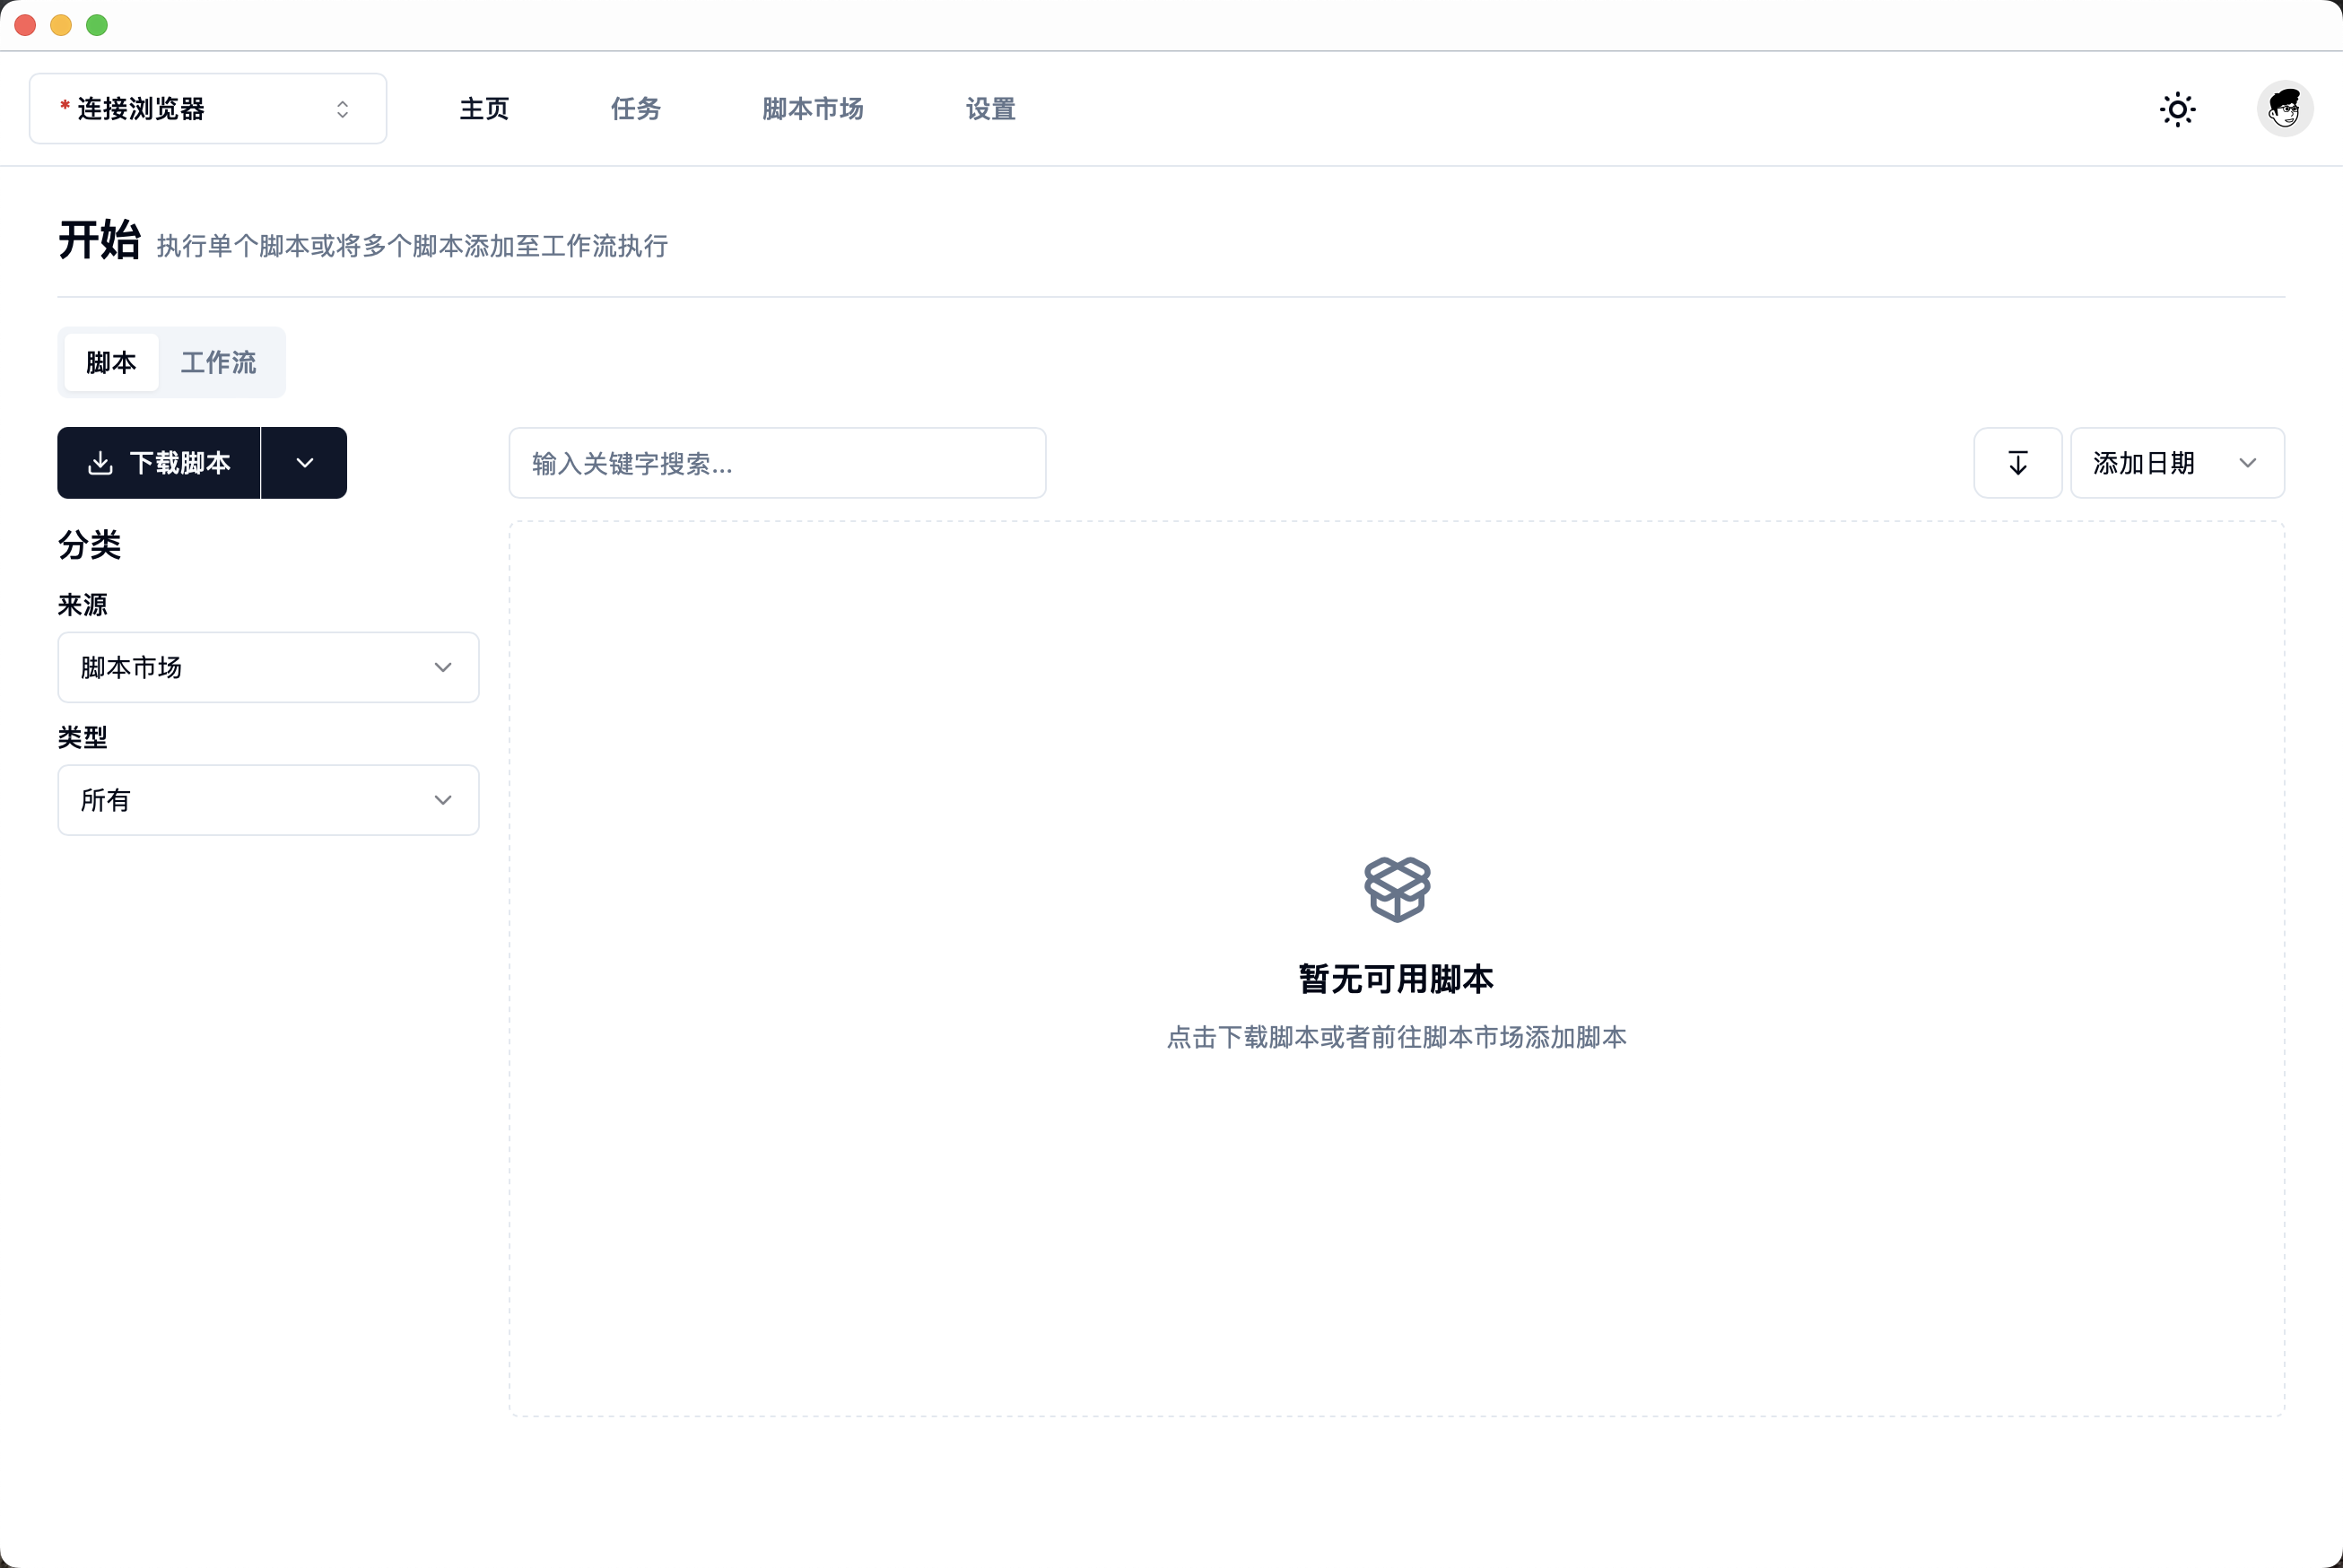 * 连接浏览器
主页
任务
脚本市场
设置
开始 执行单个脚本或将多个脚本添加至工作流执行
脚本
工作流
下载脚本
输入关键字搜索...
添加日期
分类
来源
脚本市场
类型
所有
暂无可用脚本
点击下载脚本或者前往脚本市场添加脚本